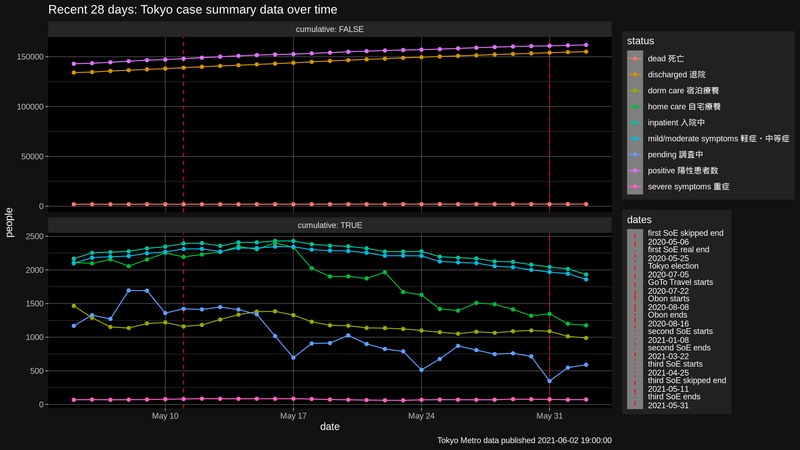 Recent 28 days: Tokyo case summary data over time
cumulative: FALSE
150000
100000
50000
0
cumulative: TRUE
2500
2000
1500
1000
500
0
people
May 10
May 17
May 24
May 31
date
Tokyo Metro data published 2021-06-02 19:00:00
status
dead 死亡
discharged 退院
dorm care 宿泊療養
home care 自宅療養
inpatient 入院中
mild/moderate symptoms 軽症・中等症
pending 調査中
positive 陽性患者数
severe symptoms 重症
dates
first SoE skipped end
2020-05-06
first SoE real end
2020-05-25
Tokyo election
2020-07-05
GoTo Travel starts
2020-07-22
Obon starts
2020-08-08
Obon ends
2020-08-16
second SoE starts
2021-01-08
second SoE ends
2021-03-22
third SoE starts
2021-04-25
third SoE skipped end
2021-05-11
third SoE ends
2021-05-31